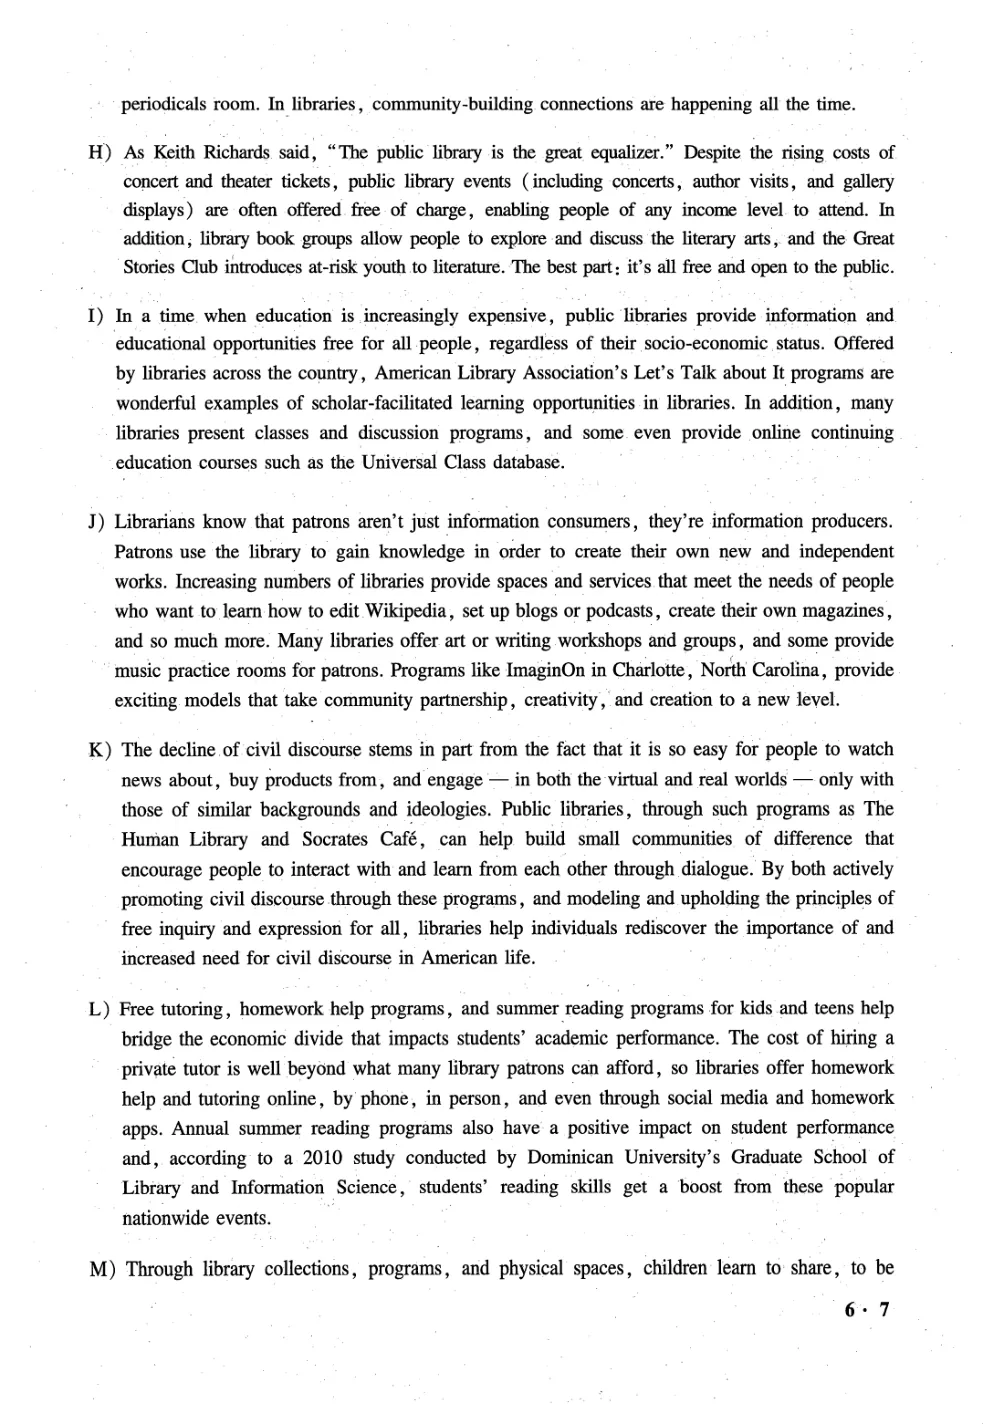 periodicals room. In libraries, community-building connections are happening all the time.
H) As Keith Richards said, “The public library is the great equalizer.” Despite the rising costs of
concert and theater tickets, public library events (including concerts, author visits, and gallery
displays) are often offered free of charge, enabling people of any income level to attend. In
addition, library book groups allow people to explore and discuss the literary arts, and the Great
Stories Club introduces at-risk youth to literature. The best part: it’s all free and open to the public.
I) In a time when education is increasingly expensive, public libraries provide information and
educational opportunities free for all people, regardless of their socio-economic status. Offered
by libraries across the country, American Library Association’s Let’s Talk about It programs are
wonderful examples of scholar-facilitated learning opportunities in libraries. In addition, many
libraries present classes and discussion programs, and some even provide online continuing
education courses such as the Universal Class database.
J) Librarians know that patrons aren’t just information consumers, they’re information producers.
Patrons use the library to gain knowledge in order to create their own new and independent
works. Increasing numbers of libraries provide spaces and services that meet the needs of people
who want to learn how to edit Wikipedia, set up blogs or podcasts, create their own magazines,
and so much more. Many libraries offer art or writing workshops and groups, and some provide
music practice rooms for patrons. Programs like ImaginOn in Charlotte, North Carolina, provide
exciting models that take community partnership, creativity, and creation to a new level.
K) The decline of civil discourse stems in part from the fact that it is so easy for people to watch
news about, buy products from, and engage — in both the virtual and real worlds — only with
those of similar backgrounds and ideologies. Public libraries, through such programs as The
Human Library and Socrates Café, can help build small communities of difference that
encourage people to interact with and learn from each other through dialogue. By both actively
promoting civil discourse through these programs, and modeling and upholding the principles of
free inquiry and expression for all, libraries help individuals rediscover the importance of and
increased need for civil discourse in American life.
L) Free tutoring, homework help programs, and summer reading programs for kids and teens help
bridge the economic divide that impacts students’ academic performance. The cost of hiring a
private tutor is well beyond what many library patrons can afford, so libraries offer homework
help and tutoring online, by phone, in person, and even through social media and homework
apps. Annual summer reading programs also have a positive impact on student performance
and, according to a 2010 study conducted by Dominican University’s Graduate School of
Library and Information Science, students’ reading skills get a boost from these popular
nationwide events.
M) Through library collections, programs, and physical spaces, children learn to share, to be
6 · 7